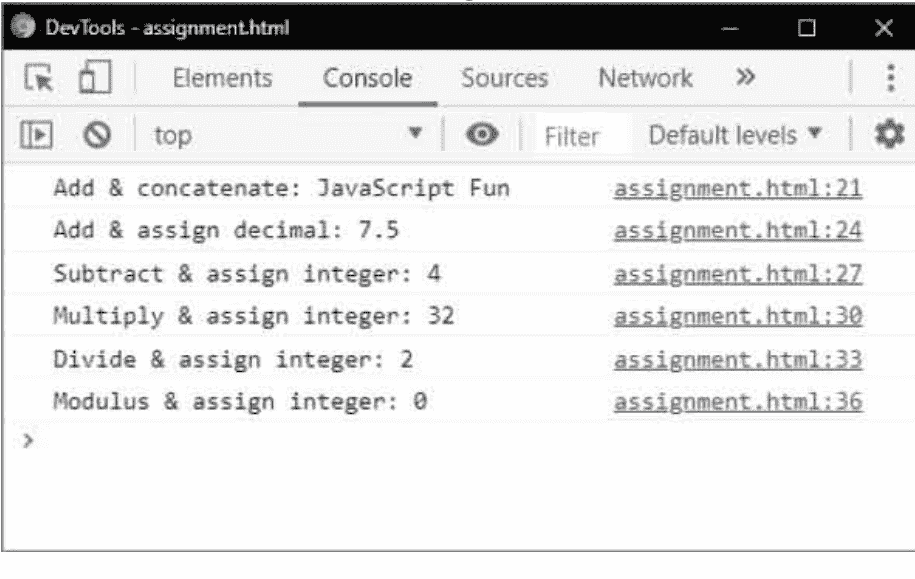 DevTools - assignment.html
Elements Console Sources Network »
top Filter Default levels
Add & concatenate: JavaScript Fun assignment.html:21
Add & assign decimal: 7.5 assignment.html:24
Subtract & assign integer: 4 assignment.html:27
Multiply & assign integer: 32 assignment.html:30
Divide & assign integer: 2 assignment.html:33
Modulus & assign integer: 0 assignment.html:36
>